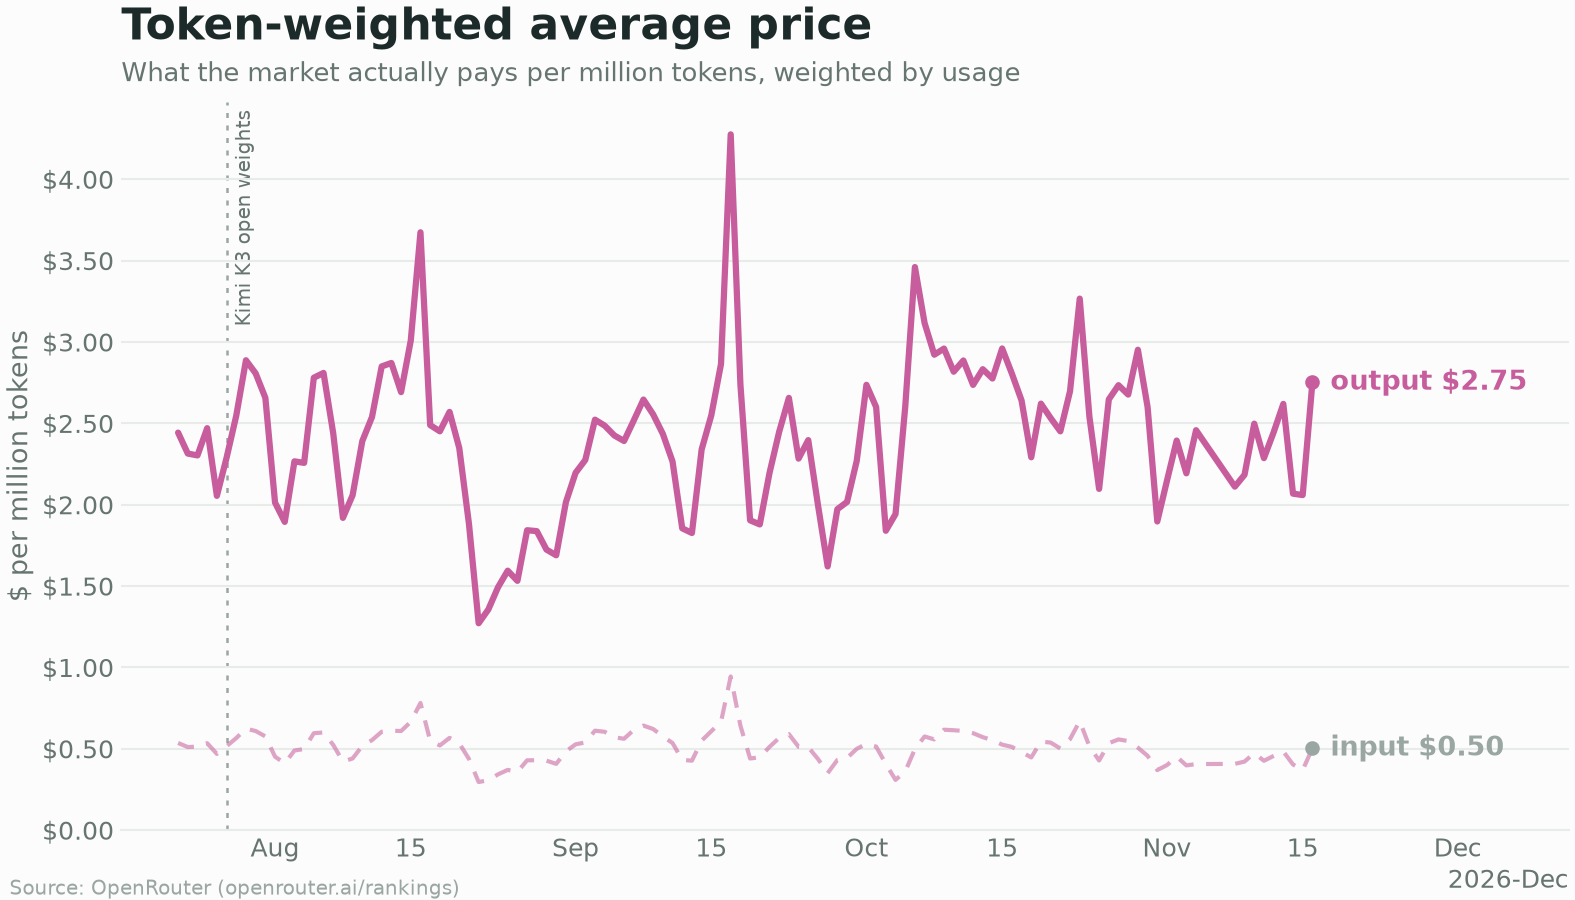 Token-weighted average price
What the market actually pays per million tokens, weighted by usage
Kimi K3 open weights
$ per million tokens
$4.00
$3.50
$3.00
$2.50
$2.00
$1.50
$1.00
$0.50
$0.00
output $2.75
input $0.50
Aug 15 Sep 15 Oct 15 Nov 15 Dec
2026-Dec
Source: OpenRouter (openrouter.ai/rankings)